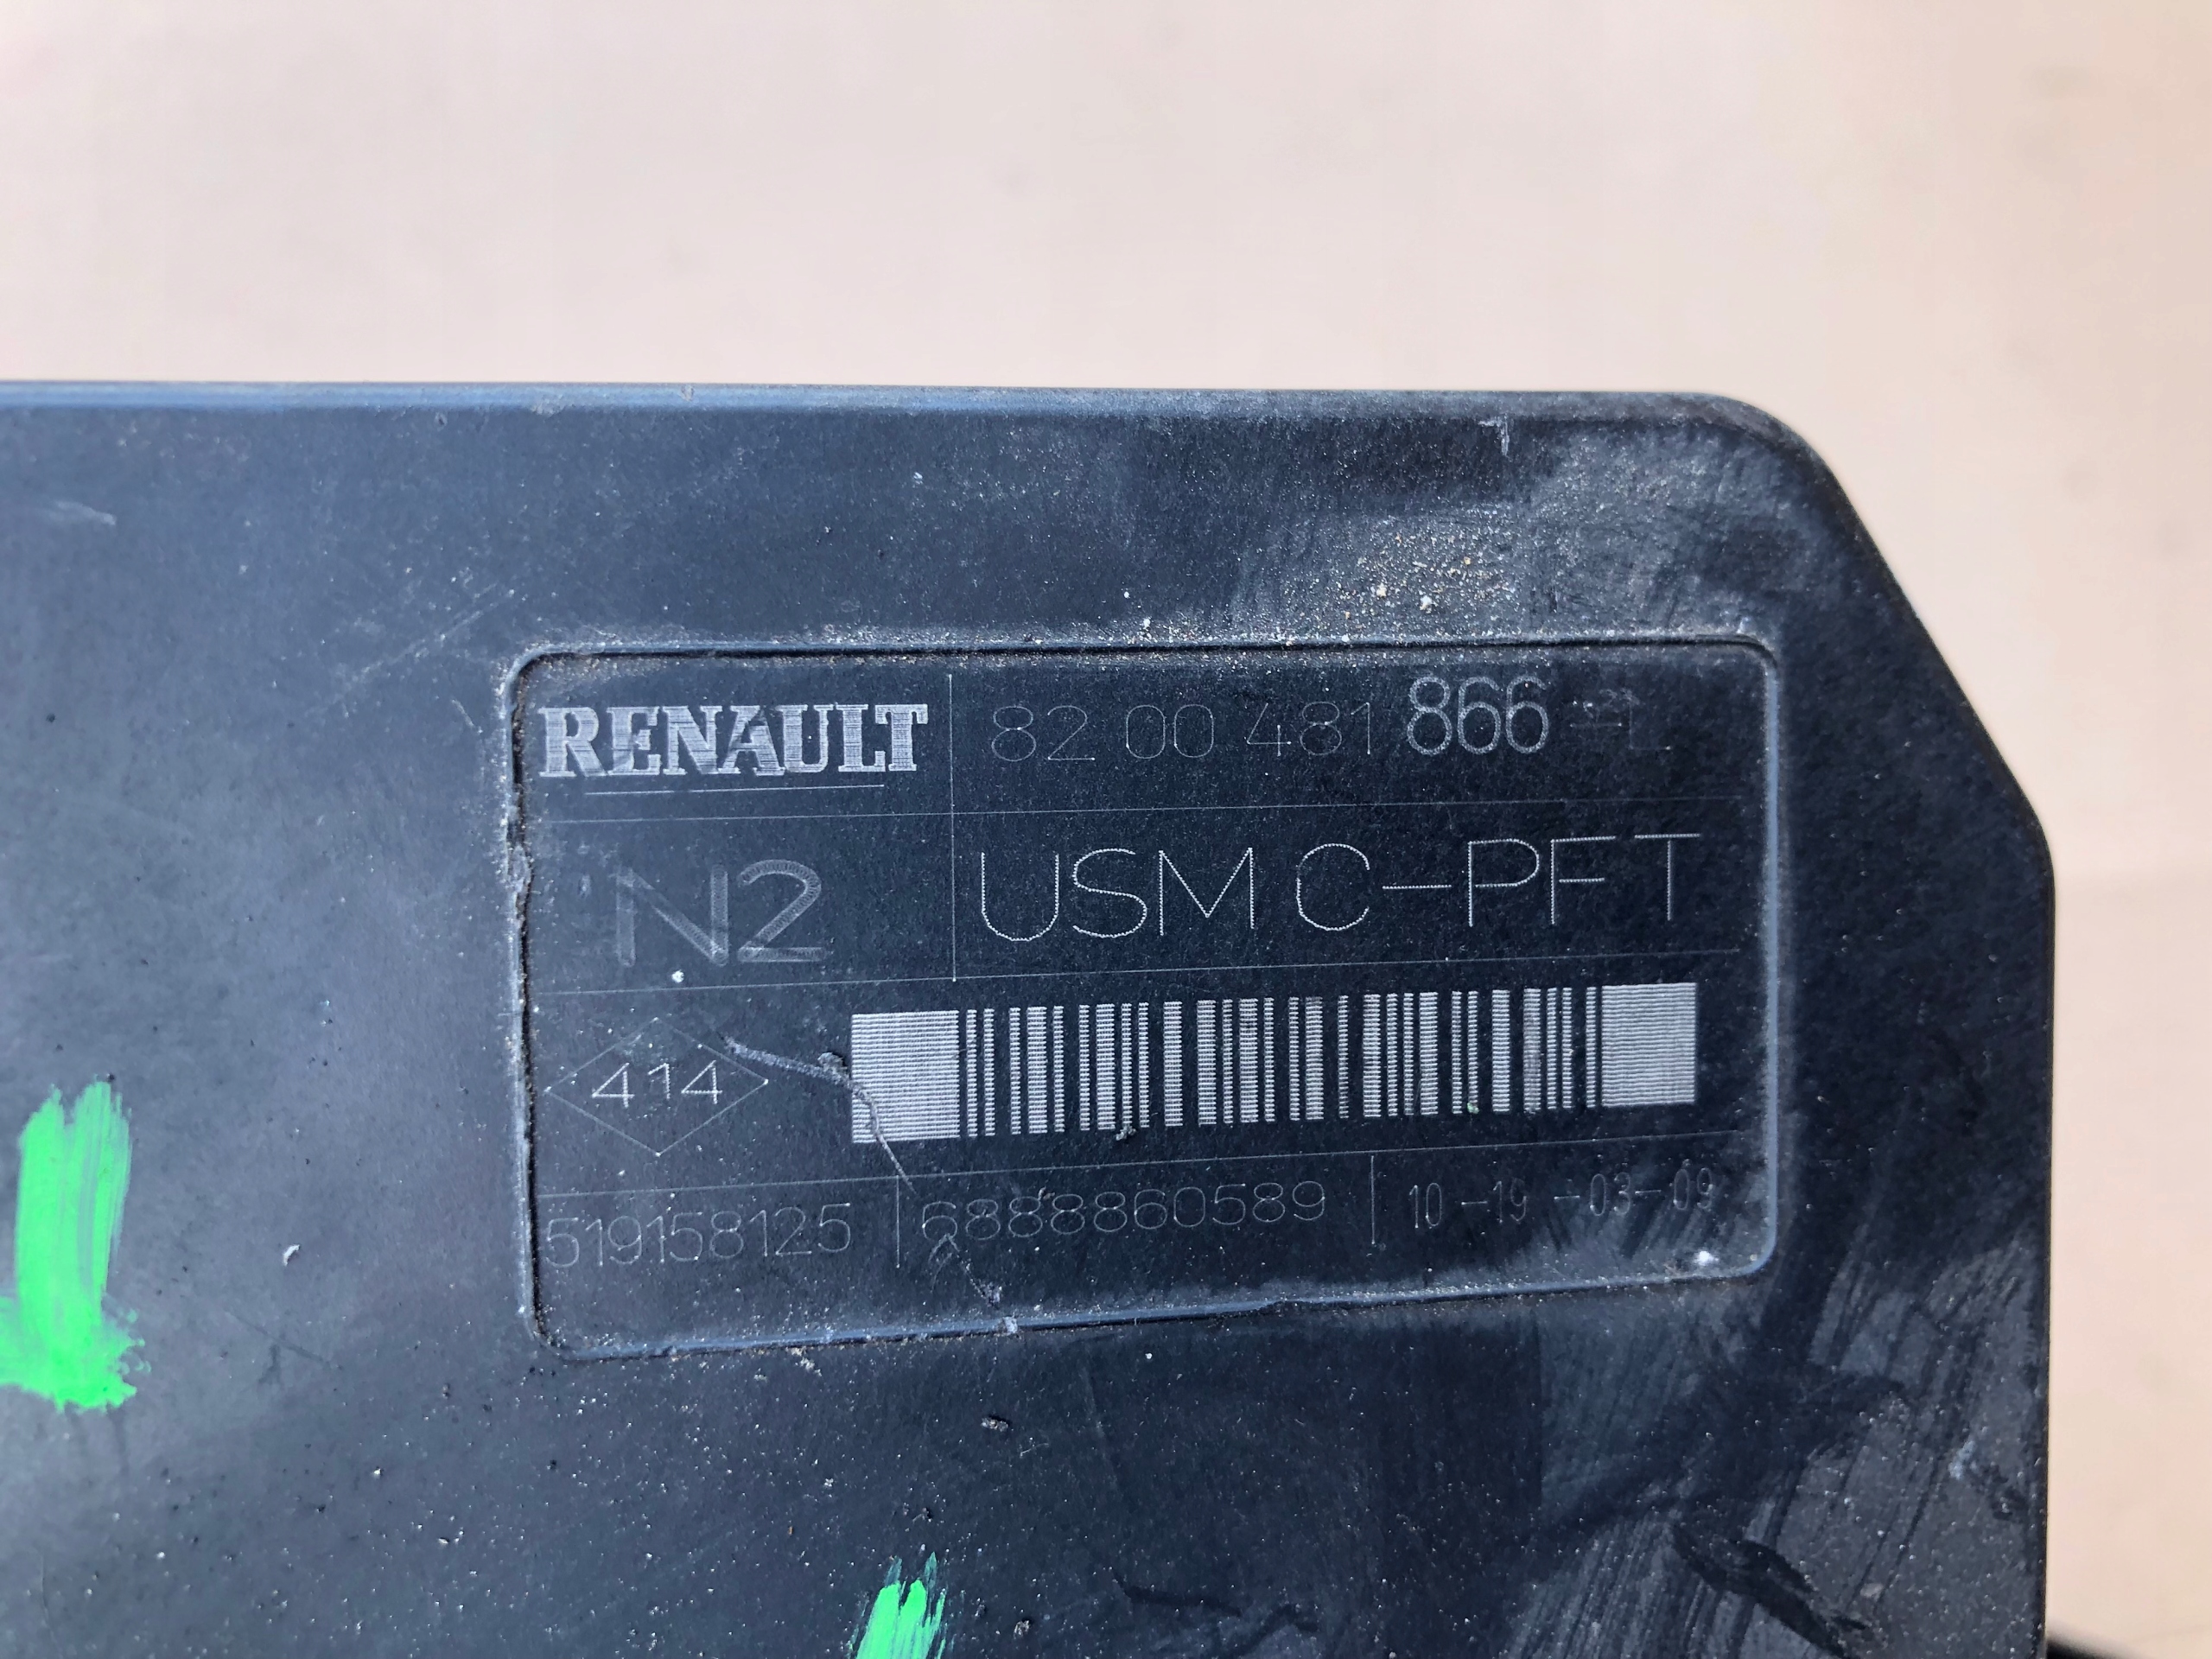 RENAULT 82 00 481 866
N2 USM C-PFT
414
519158125 6888860589 10-19-03-09